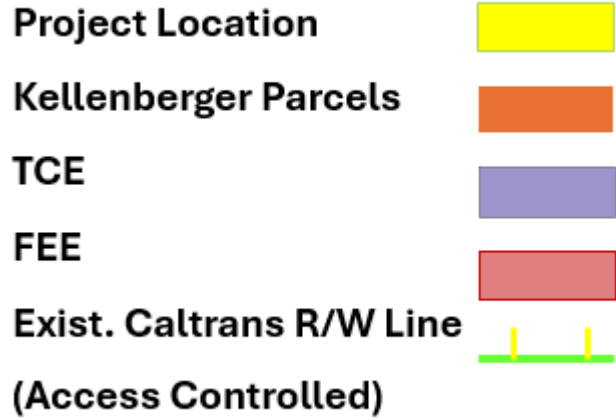 Project Location
Kellenberger Parcels
TCE
FEE
Exist. Caltrans R/W Line
(Access Controlled)